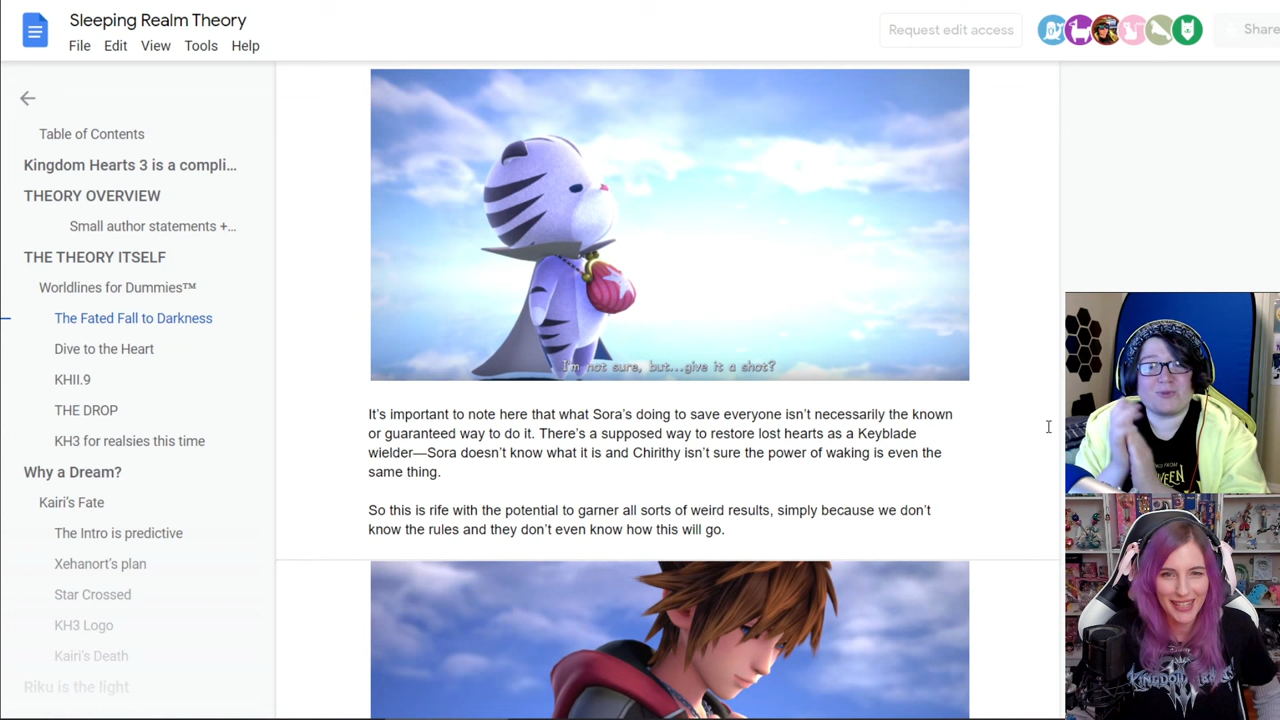 Sleeping Realm Theory
File Edit View Tools Help
Request edit access
Share
Table of Contents
Kingdom Hearts 3 is a compli...
THEORY OVERVIEW
Small author statements +...
THE THEORY ITSELF
Worldlines for Dummies™
The Fated Fall to Darkness
Dive to the Heart
KHII.9
THE DROP
KH3 for realsies this time
Why a Dream?
Kairi's Fate
The Intro is predictive
Xehanort's plan
Star Crossed
KH3 Logo
Kairi's Death
Riku is the light
I'm not sure, but...give it a shot?
It's important to note here that what Sora's doing to save everyone isn't necessarily the known
or guaranteed way to do it. There's a supposed way to restore lost hearts as a Keyblade
wielder—Sora doesn't know what it is and Chirithy isn't sure the power of waking is even the
same thing.
So this is rife with the potential to garner all sorts of weird results, simply because we don't
know the rules and they don't even know how this will go.
KINGDOM HEARTS